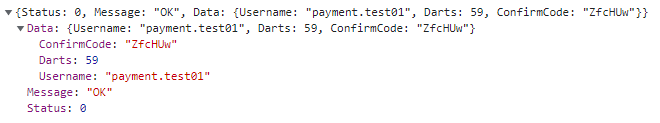 ▼{Status: 0, Message: "OK", Data: {Username: "payment.test01", Darts: 59, ConfirmCode: "ZfcHUw"}}
▼Data: {Username: "payment.test01", Darts: 59, ConfirmCode: "ZfcHUw"}
ConfirmCode: "ZfcHUw"
Darts: 59
Username: "payment.test01"
Message: "OK"
Status: 0